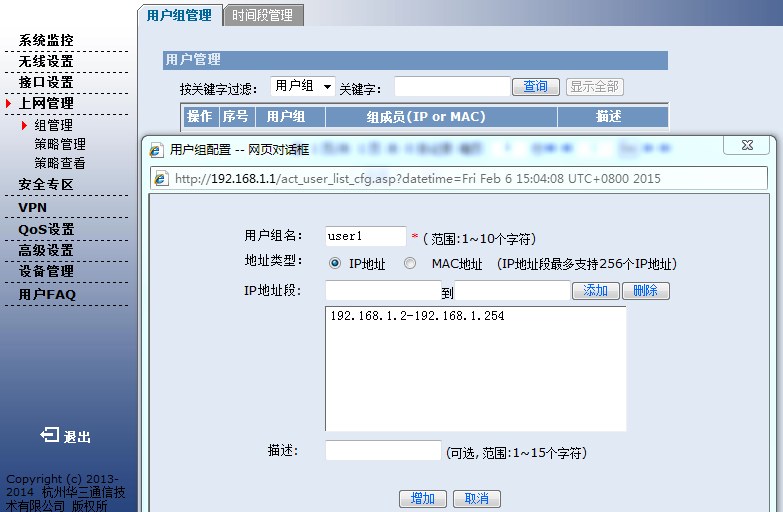 用户组管理 时间段管理
系统监控
无线设置
接口设置
上网管理
组管理
策略管理
策略查看
安全专区
VPN
QoS设置
高级设置
设备管理
用户FAQ
退出
Copyright (c) 2013-
2014 杭州华三通信技
术有限公司 版权所
用户管理
按关键字过滤: 用户组 关键字: 查询 显示全部
操作 序号 用户组 组成员(IP or MAC) 描述
用户组配置 -- 网页对话框
http://192.168.1.1/act_user_list_cfg.asp?datetime=Fri Feb 6 15:04:08 UTC+0800 2015
用户组名: user1 * (范围:1~10个字符)
地址类型: IP地址 MAC地址 (IP地址段最多支持256个IP地址)
IP地址段: 到 添加 删除
192.168.1.2-192.168.1.254
描述: (可选,范围:1~15个字符)
增加 取消